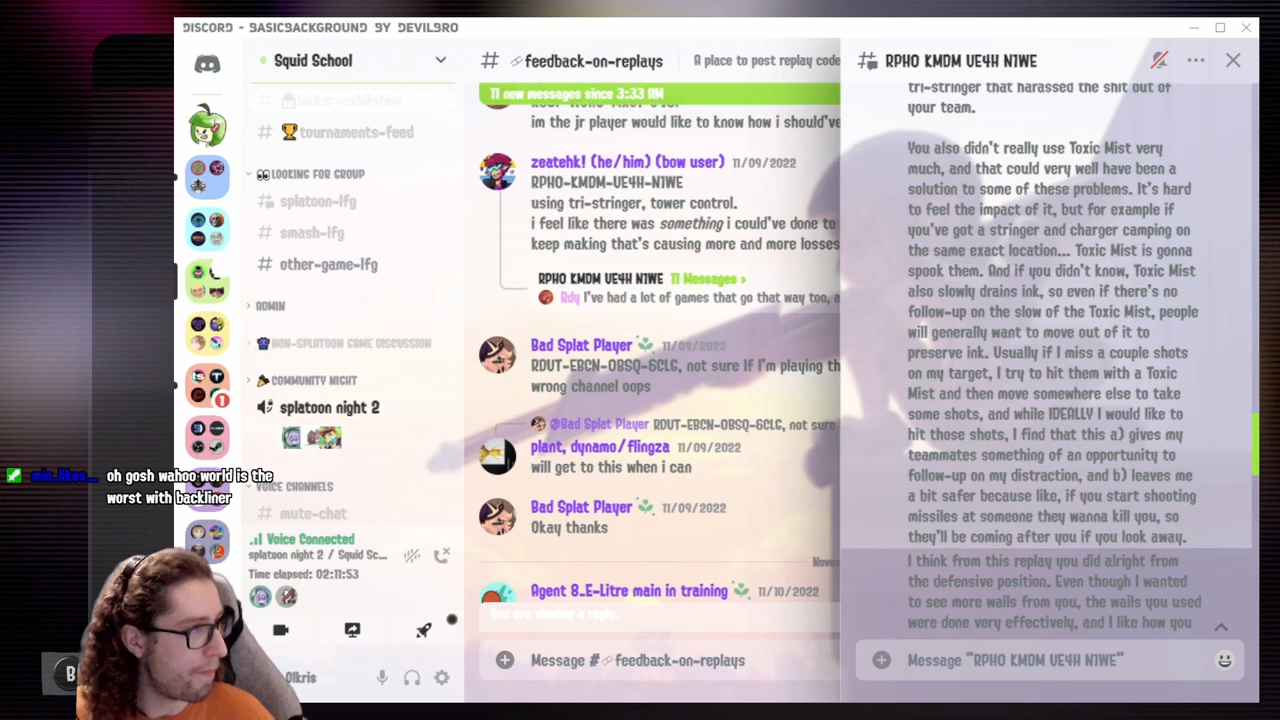 DISCORD - BASICBACKGROUND BY DEVILBRO
Squid School
# locker-exhibition
# 🏆tournaments-feed
👀LOOKING FOR GROUP
splatoon-lfg
# smash-lfg
# other-game-lfg
ADMIN
NON-SPLATOON GAME DISCUSSION
COMMUNITY NIGHT
splatoon night 2
VOICE CHANNELS
# mute-chat
Voice Connected
splatoon night 2 / Squid Sc...
Time elapsed: 02:11:53
Olkris
1
B
oh gosh wahoo world is the
worst with backliner
# feedback-on-replays
A place to post replay code
11 new messages since 3:33 AM
im the jr player would like to know how i should've
zeatehk! (he/him) (bow user) 11/09/2022
RPHO-KMDM-UE4H-N1WE
using tri-stringer, tower control.
i feel like there was something i could've done to
keep making that's causing more and more losses
RPHO KMDM UE4H N1WE 11 Messages ›
Rdy I've had a lot of games that go that way too, a
Bad Splat Player 11/09/2022
RDUT-EBCN-0BSQ-6CLG, not sure If I'm playing th
wrong channel oops
@Bad Splat Player RDUT-EBCN-0BSQ-6CLG, not sure
plant, dynamo/flingza 11/09/2022
will get to this when i can
Bad Splat Player 11/09/2022
Okay thanks
Nove
Agent 8_E-Litre main in training 11/10/2022
You are viewing a reply.
Message # feedback-on-replays
RPHO KMDM UE4H N1WE
tri-stringer that harassed the shit out of
your team.
You also didn't really use Toxic Mist very
much, and that could very well have been a
solution to some of these problems. It's hard
to feel the impact of it, but for example if
you've got a stringer and charger camping on
the same exact location... Toxic Mist is gonna
spook them. And if you didn't know, Toxic Mist
also slowly drains ink, so even if there's no
follow-up on the slow of the Toxic Mist, people
will generally want to move out of it to
preserve ink. Usually if I miss a couple shots
on my target, I try to hit them with a Toxic
Mist and then move somewhere else to take
some shots, and while IDEALLY I would like to
hit those shots, I find that this a) gives my
teammates something of an opportunity to
follow-up on my distraction, and b) leaves me
a bit safer because like, if you start shooting
missiles at someone they wanna kill you, so
they'll be coming after you if you look away.
I think from this replay you did alright from
the defensive position. Even though I wanted
to see more wails from you, the wails you used
were done very effectively, and I like how you
Message "RPHO KMDM UE4H N1WE"